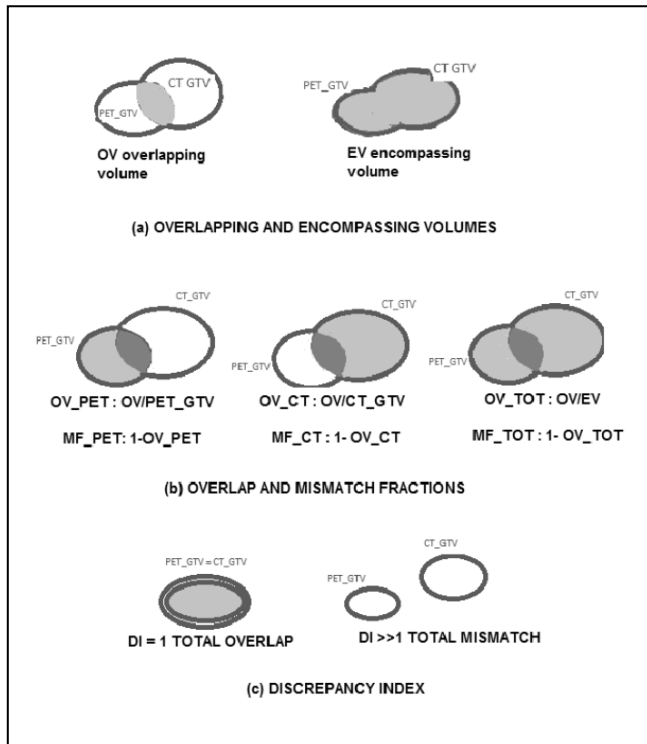 CT GTV
PET_GTV
OV overlapping
volume
CT GTV
PET_GTV
EV encompassing
volume
(a) OVERLAPPING AND ENCOMPASSING VOLUMES
CT_GTV
PET_GTV
OV_PET : OV/PET_GTV
MF_PET: 1-OV_PET
CT_GTV
PET_GTV
OV_CT : OV/CT_GTV
MF_CT : 1- OV_CT
CT_GTV
PET_GTV
OV_TOT : OV/EV
MF_TOT : 1- OV_TOT
(b) OVERLAP AND MISMATCH FRACTIONS
PET_GTV = CT_GTV
DI = 1 TOTAL OVERLAP
CT_GTV
PET_GTV
DI >>1 TOTAL MISMATCH
(c) DISCREPANCY INDEX